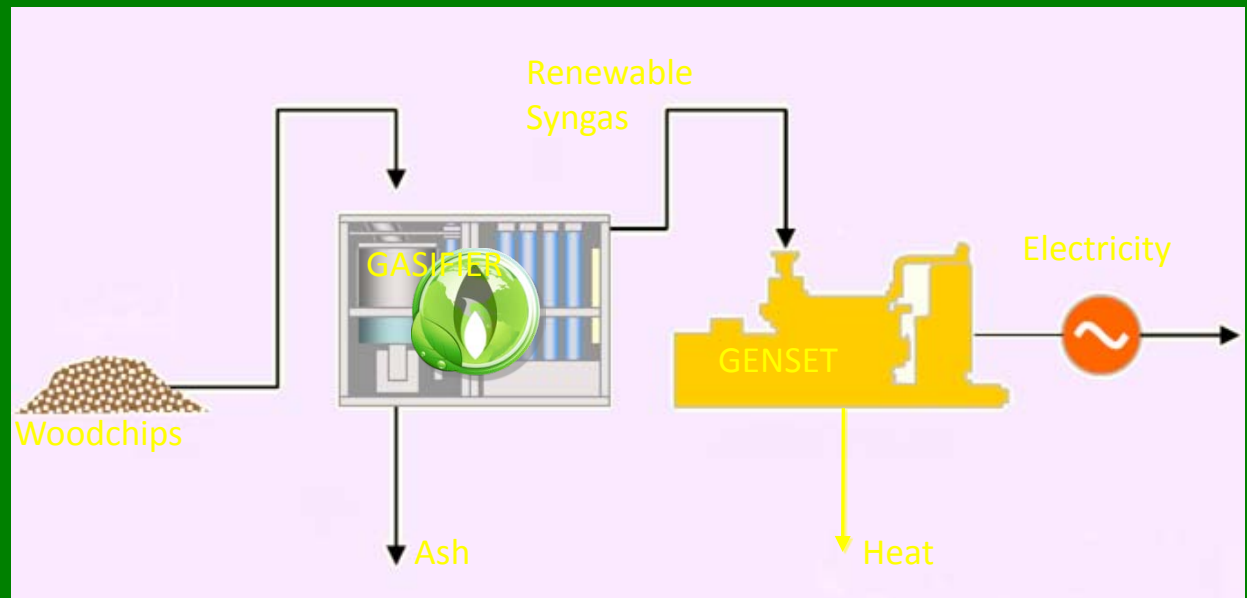 Renewable
Syngas
Electricity
GASIFIER
GENSET
Woodchips
Ash
Heat